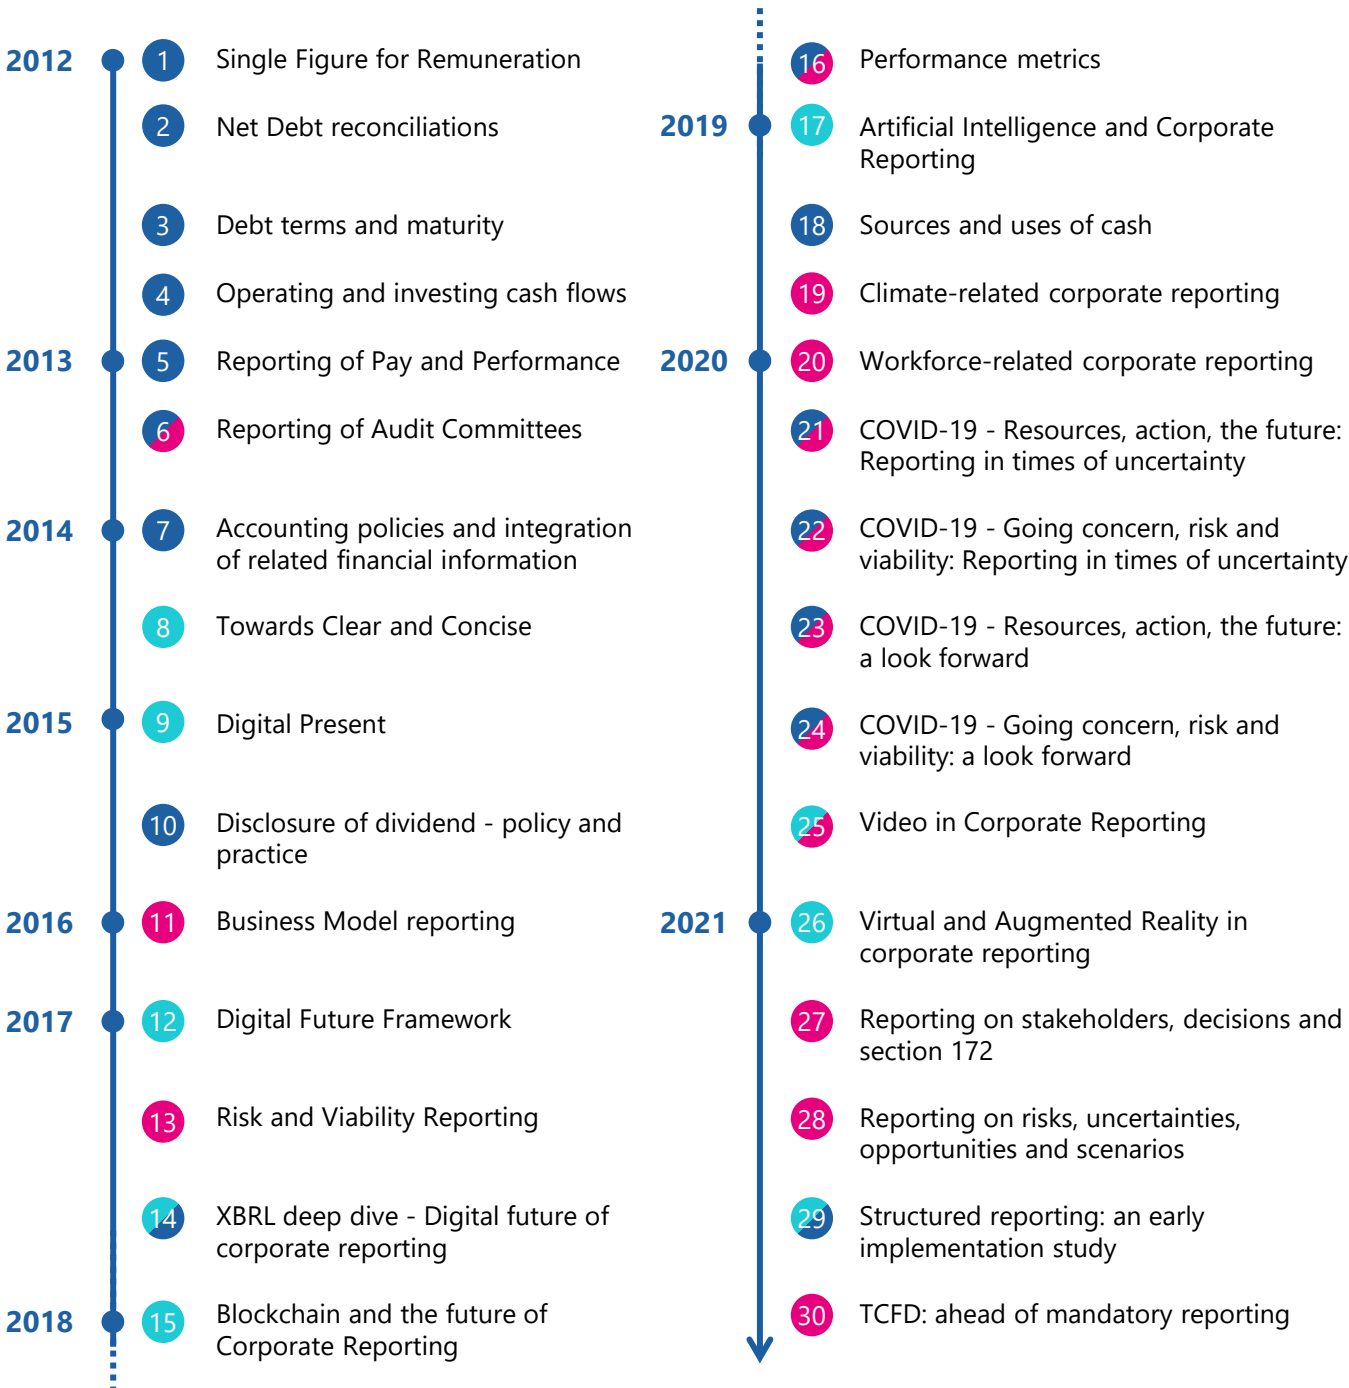 2012
1
Single Figure for Remuneration
2
Net Debt reconciliations
3
Debt terms and maturity
4
Operating and investing cash flows
2013
5
Reporting of Pay and Performance
6
Reporting of Audit Committees
2014
7
Accounting policies and integration
of related financial information
8
Towards Clear and Concise
2015
9
Digital Present
10
Disclosure of dividend - policy and
practice
2016
11
Business Model reporting
2017
12
Digital Future Framework
13
Risk and Viability Reporting
14
XBRL deep dive - Digital future of
corporate reporting
2018
15
Blockchain and the future of
Corporate Reporting
16
Performance metrics
2019
17
Artificial Intelligence and Corporate
Reporting
18
Sources and uses of cash
19
Climate-related corporate reporting
2020
20
Workforce-related corporate reporting
21
COVID-19 - Resources, action, the future:
Reporting in times of uncertainty
22
COVID-19 - Going concern, risk and
viability: Reporting in times of uncertainty
23
COVID-19 - Resources, action, the future:
a look forward
24
COVID-19 - Going concern, risk and
viability: a look forward
25
Video in Corporate Reporting
2021
26
Virtual and Augmented Reality in
corporate reporting
27
Reporting on stakeholders, decisions and
section 172
28
Reporting on risks, uncertainties,
opportunities and scenarios
29
Structured reporting: an early
implementation study
30
TCFD: ahead of mandatory reporting